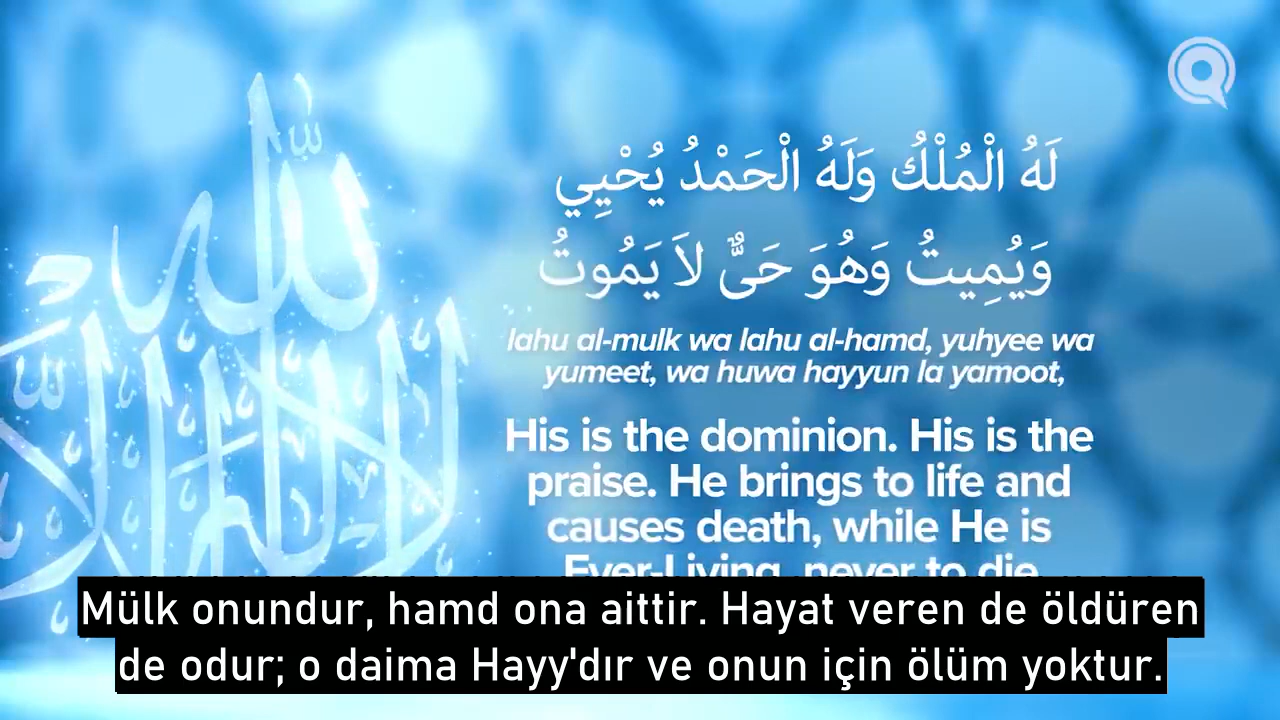 لَهُ الْمُلْكُ وَلَهُ الْحَمْدُ يُحْيِي
وَيُمِيتُ وَهُوَ حَىٌّ لاَ يَمُوتُ
lahu al-mulk wa lahu al-hamd, yuhyee wa
yumeet, wa huwa hayyun la yamoot,
His is the dominion. His is the
praise. He brings to life and
causes death, while He is
Ever-Living, never to die
Mülk onundur, hamd ona aittir. Hayat veren de öldüren
de odur; o daima Hayy'dır ve onun için ölüm yoktur.